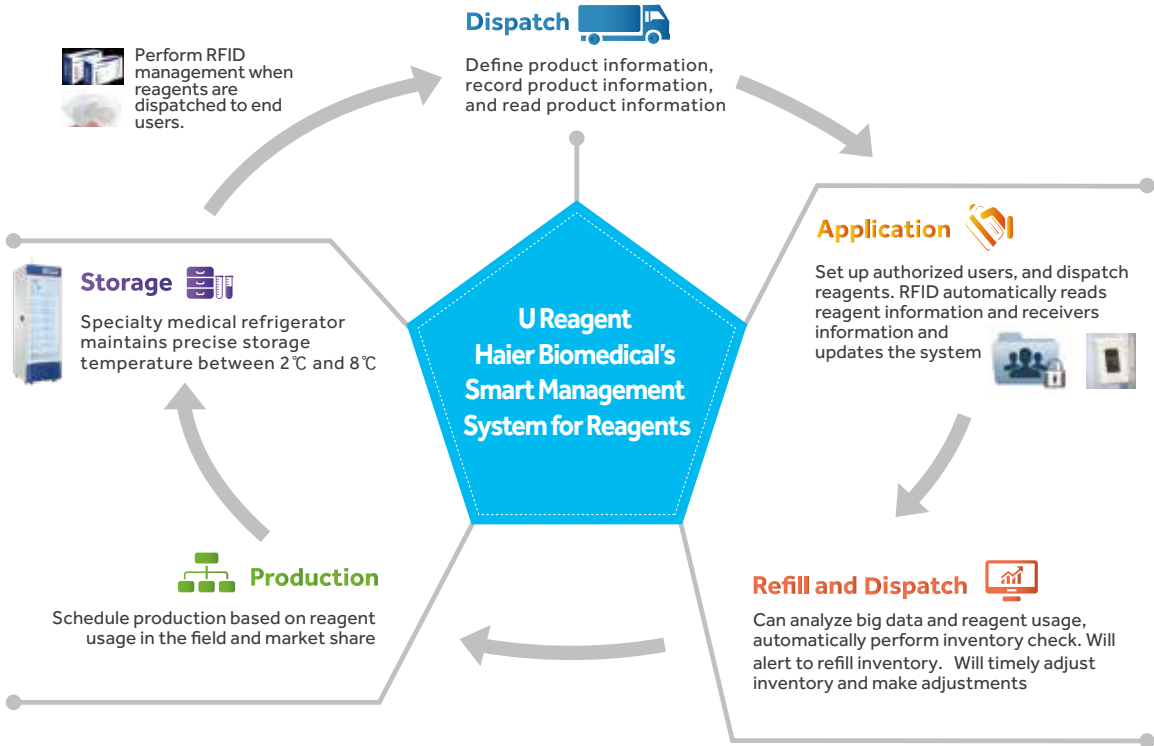 Dispatch
Define product information,
record product information,
and read product information
Perform RFID
management when
reagents are
dispatched to end
users.
Application
Set up authorized users, and dispatch
reagents. RFID automatically reads
reagent information and receivers
information and
updates the system
Storage
Specialty medical refrigerator
maintains precise storage
temperature between 2℃ and 8℃
U Reagent
Haier Biomedical's
Smart Management
System for Reagents
Production
Schedule production based on reagent
usage in the field and market share
Refill and Dispatch
Can analyze big data and reagent usage,
automatically perform inventory check. Will
alert to refill inventory. Will timely adjust
inventory and make adjustments